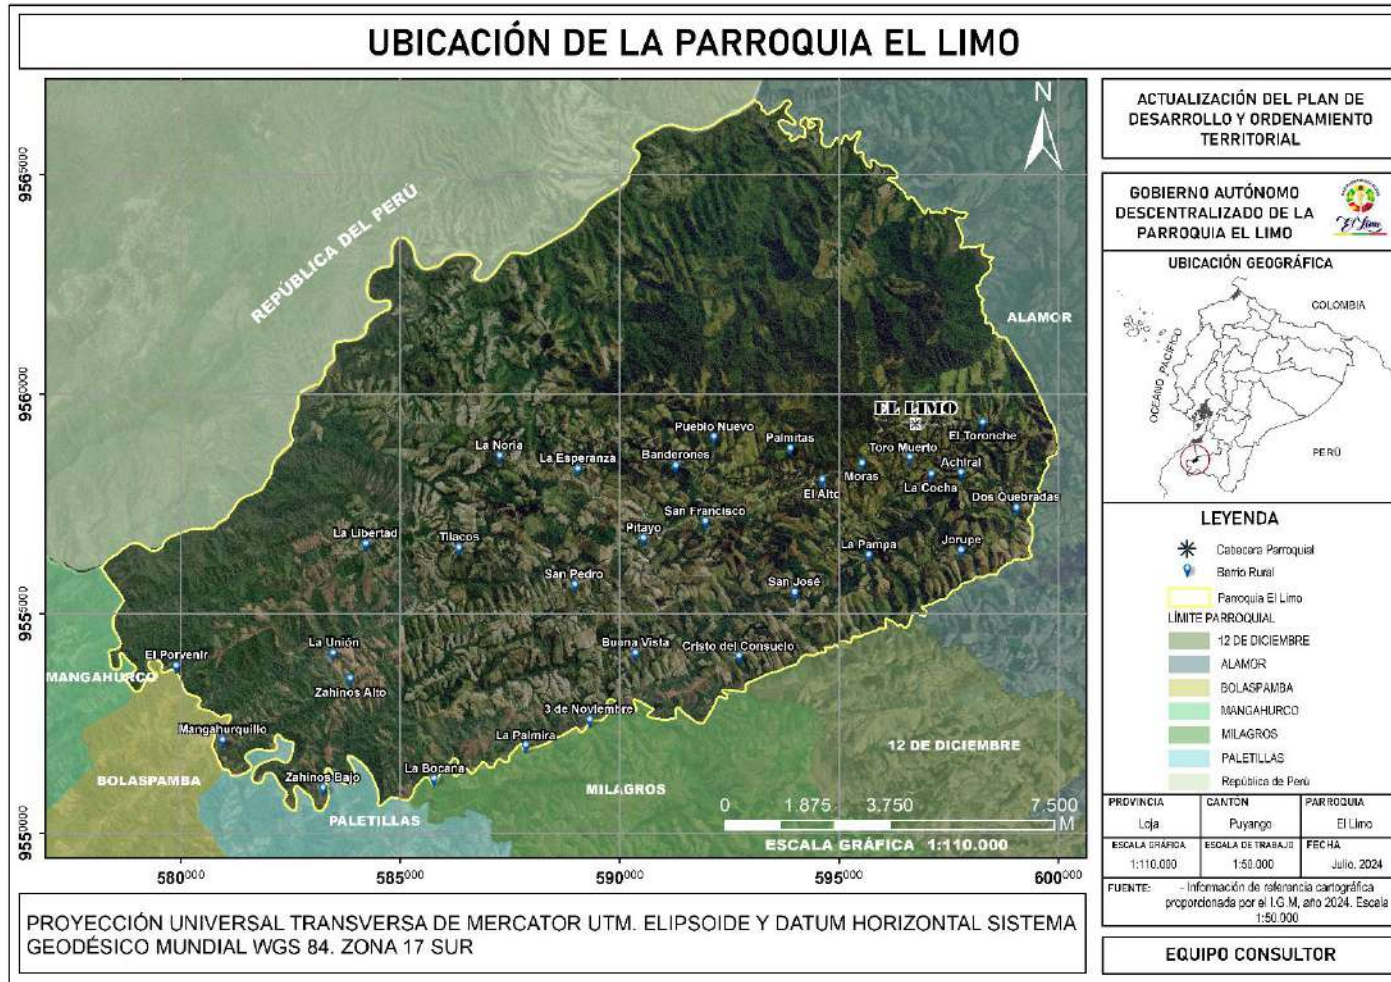 UBICACIÓN DE LA PARROQUIA EL LIMO
N
REPÚBLICA DEL PERÚ
ALAMOR
EL LIMO
Pueblo Nuevo
El Toronche
La Noria
La Esperanza
Banderones
Palmitas
Toro Muerto
Moras
Achiral
La Cocha
El Alto
Dos Quebradas
San Francisco
La Libertad
Tilacos
Pitayo
La Pampa
Jorupe
San Pedro
San José
La Unión
Buena Vista
Cristo del Consuelo
El Porvenir
MANGAHURCO
Zahinos Alto
3 de Noviembre
Mangahurquillo
La Palmira
12 DE DICIEMBRE
BOLASPAMBA
Zahinos Bajo
La Bocana
MILAGROS
PALETILLAS
0 1.875 3.750 7.500
M
ESCALA GRÁFICA 1:110.000
9565000
9560000
9555000
9550000
580000 585000 590000 595000 600000
PROYECCIÓN UNIVERSAL TRANSVERSA DE MERCATOR UTM. ELIPSOIDE Y DATUM HORIZONTAL SISTEMA
GEODÉSICO MUNDIAL WGS 84. ZONA 17 SUR
ACTUALIZACIÓN DEL PLAN DE
DESARROLLO Y ORDENAMIENTO
TERRITORIAL
GOBIERNO AUTÓNOMO
DESCENTRALIZADO DE LA
PARROQUIA EL LIMO
El Limo
UBICACIÓN GEOGRÁFICA
COLOMBIA
OCEANO PACÍFICO
PERÚ
LEYENDA
Cabecera Parroquial
Barrio Rural
Parroquia El Limo
LÍMITE PARROQUIAL
12 DE DICIEMBRE
ALAMOR
BOLASPAMBA
MANGAHURCO
MILAGROS
PALETILLAS
República de Perú
PROVINCIA CANTÓN PARROQUIA
Loja Puyango El Limo
ESCALA GRÁFICA ESCALA DE TRABAJO FECHA
1:110.000 1:50.000 Julio, 2024
FUENTE: - Información de referencia cartográfica
proporcionada por el I.G.M, año 2024. Escala
1:50.000
EQUIPO CONSULTOR